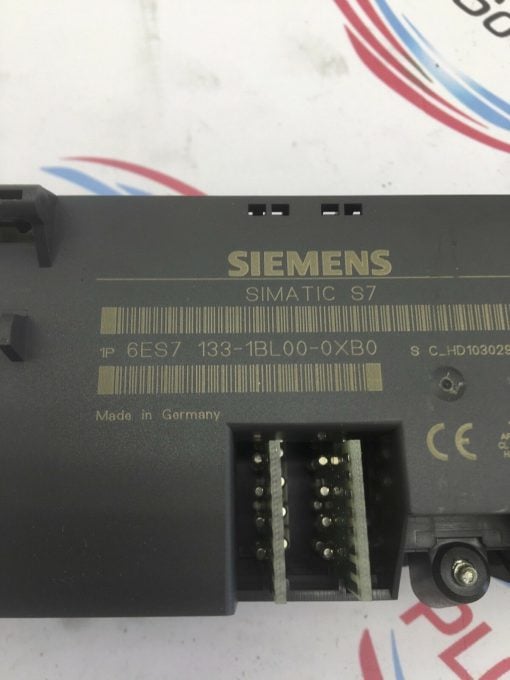 SIEMENS
SIMATIC S7
1P 6ES7 133-1BL00-0XB0
S C_HD103029
Made in Germany
CE